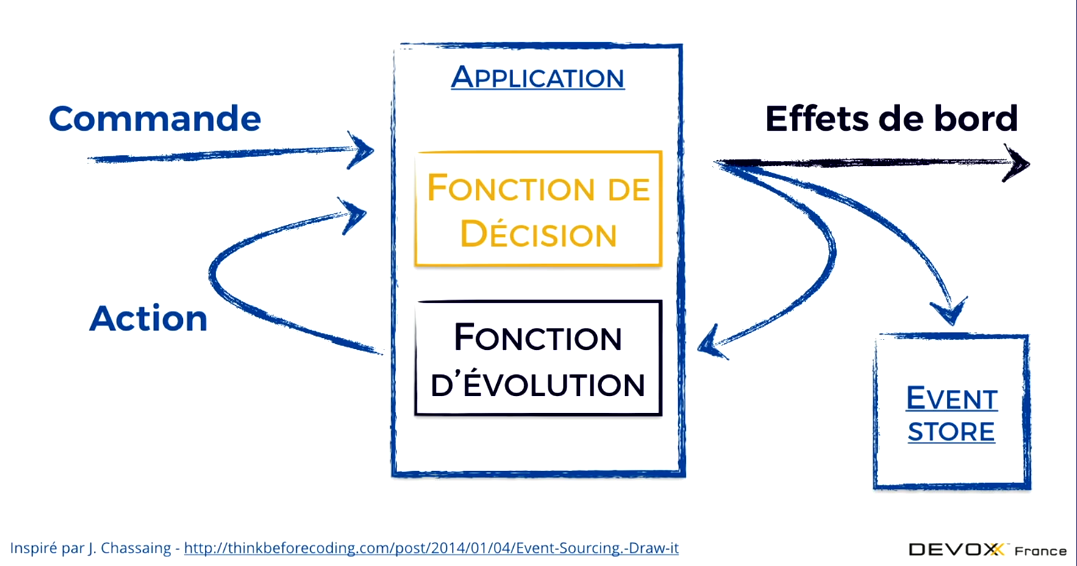 APPLICATION
Commande
Effets de bord
FONCTION DE
DÉCISION
Action
FONCTION
D'ÉVOLUTION
EVENT
STORE
Inspiré par J. Chassaing - http://thinkbeforecoding.com/post/2014/01/04/Event-Sourcing.-Draw-it
DEVOXX™ France